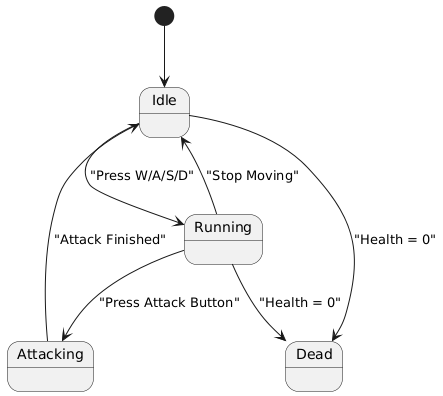 Idle
"Press W/A/S/D"
"Stop Moving"
Running
"Attack Finished"
"Health = 0"
"Press Attack Button"
"Health = 0"
Attacking
Dead